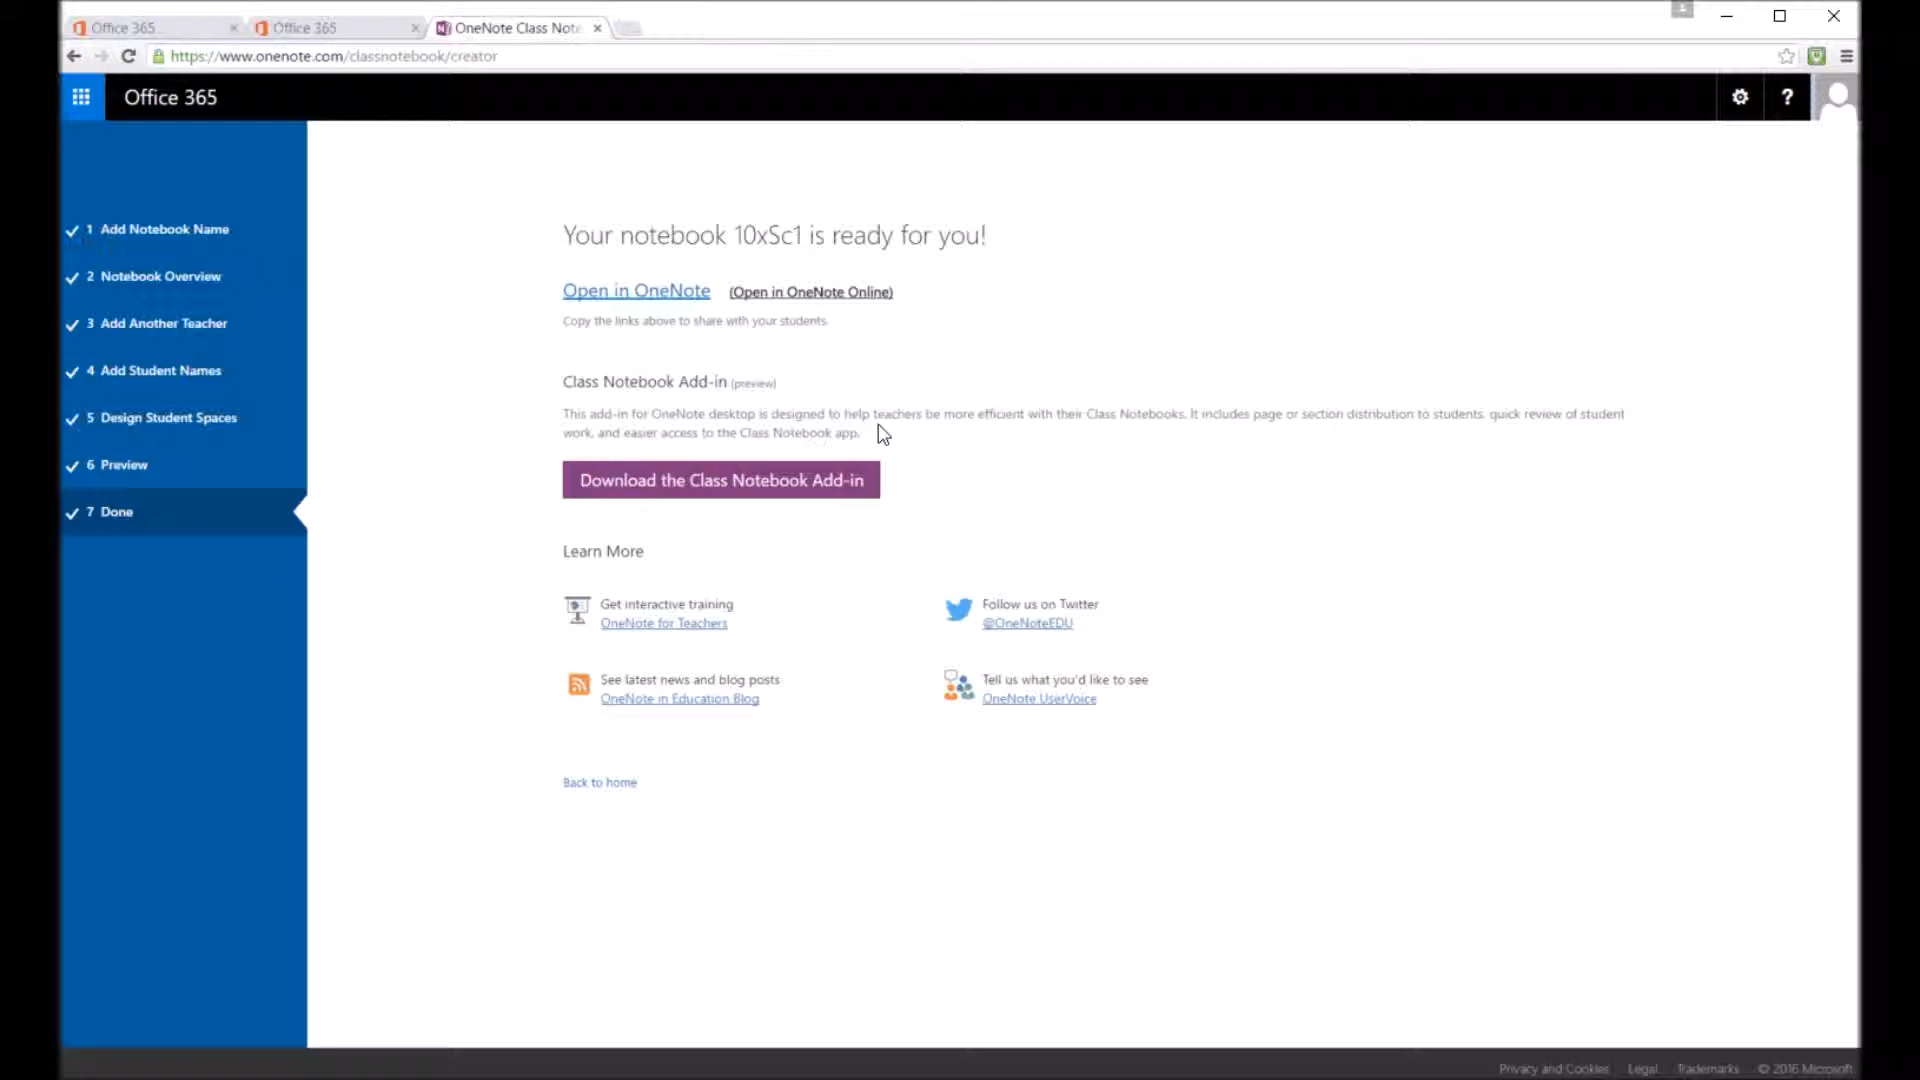 Office 365
Office 365
OneNote Class Note
https://www.onenote.com/classnotebook/creator
Office 365
?
1 Add Notebook Name
2 Notebook Overview
3 Add Another Teacher
4 Add Student Names
5 Design Student Spaces
6 Preview
7 Done
Your notebook 10xSc1 is ready for you!
Open in OneNote (Open in OneNote Online)
Copy the links above to share with your students.
Class Notebook Add-in (preview)
This add-in for OneNote desktop is designed to help teachers be more efficient with their Class Notebooks. It includes page or section distribution to students, quick review of student
work, and easier access to the Class Notebook app.
Download the Class Notebook Add-in
Learn More
Get interactive training
OneNote for Teachers
Follow us on Twitter
@OneNoteEDU
See latest news and blog posts
OneNote in Education Blog
Tell us what you'd like to see
OneNote UserVoice
Back to home
Privacy and Cookies Legal Trademarks © 2016 Microsoft